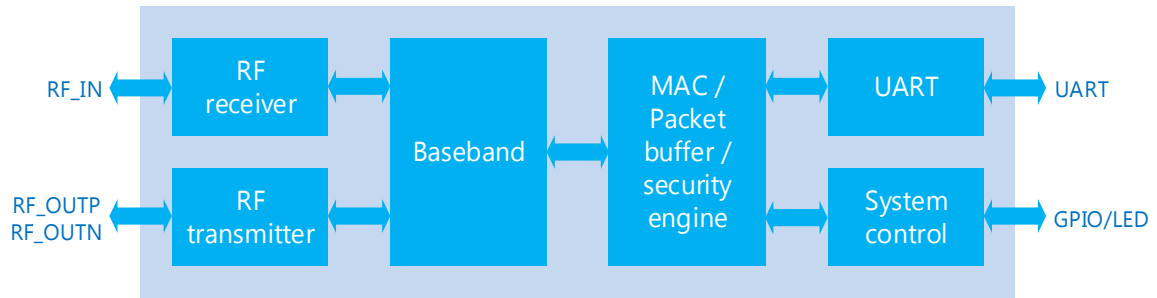 RF_IN
RF
receiver
RF_OUTP
RF_OUTN
RF
transmitter
Baseband
MAC /
Packet
buffer /
security
engine
UART
UART
System
control
GPIO/LED